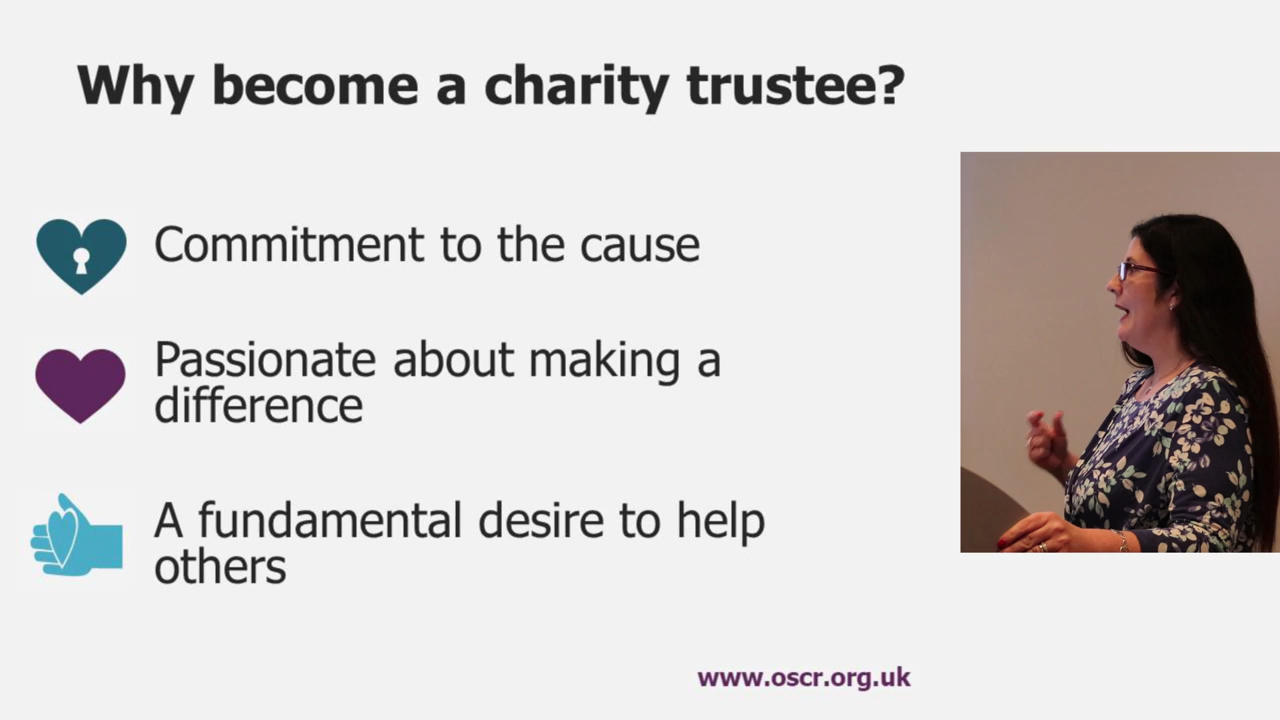 Why become a charity trustee?
Commitment to the cause
Passionate about making a
difference
A fundamental desire to help
others
www.oscr.org.uk